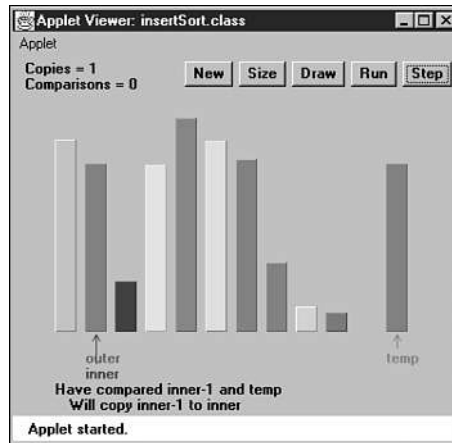 Applet Viewer: insertSort.class
Applet
Copies = 1
Comparisons = 0
New Size Draw Run Step
outer
inner
temp
Have compared inner-1 and temp
Will copy inner-1 to inner
Applet started.